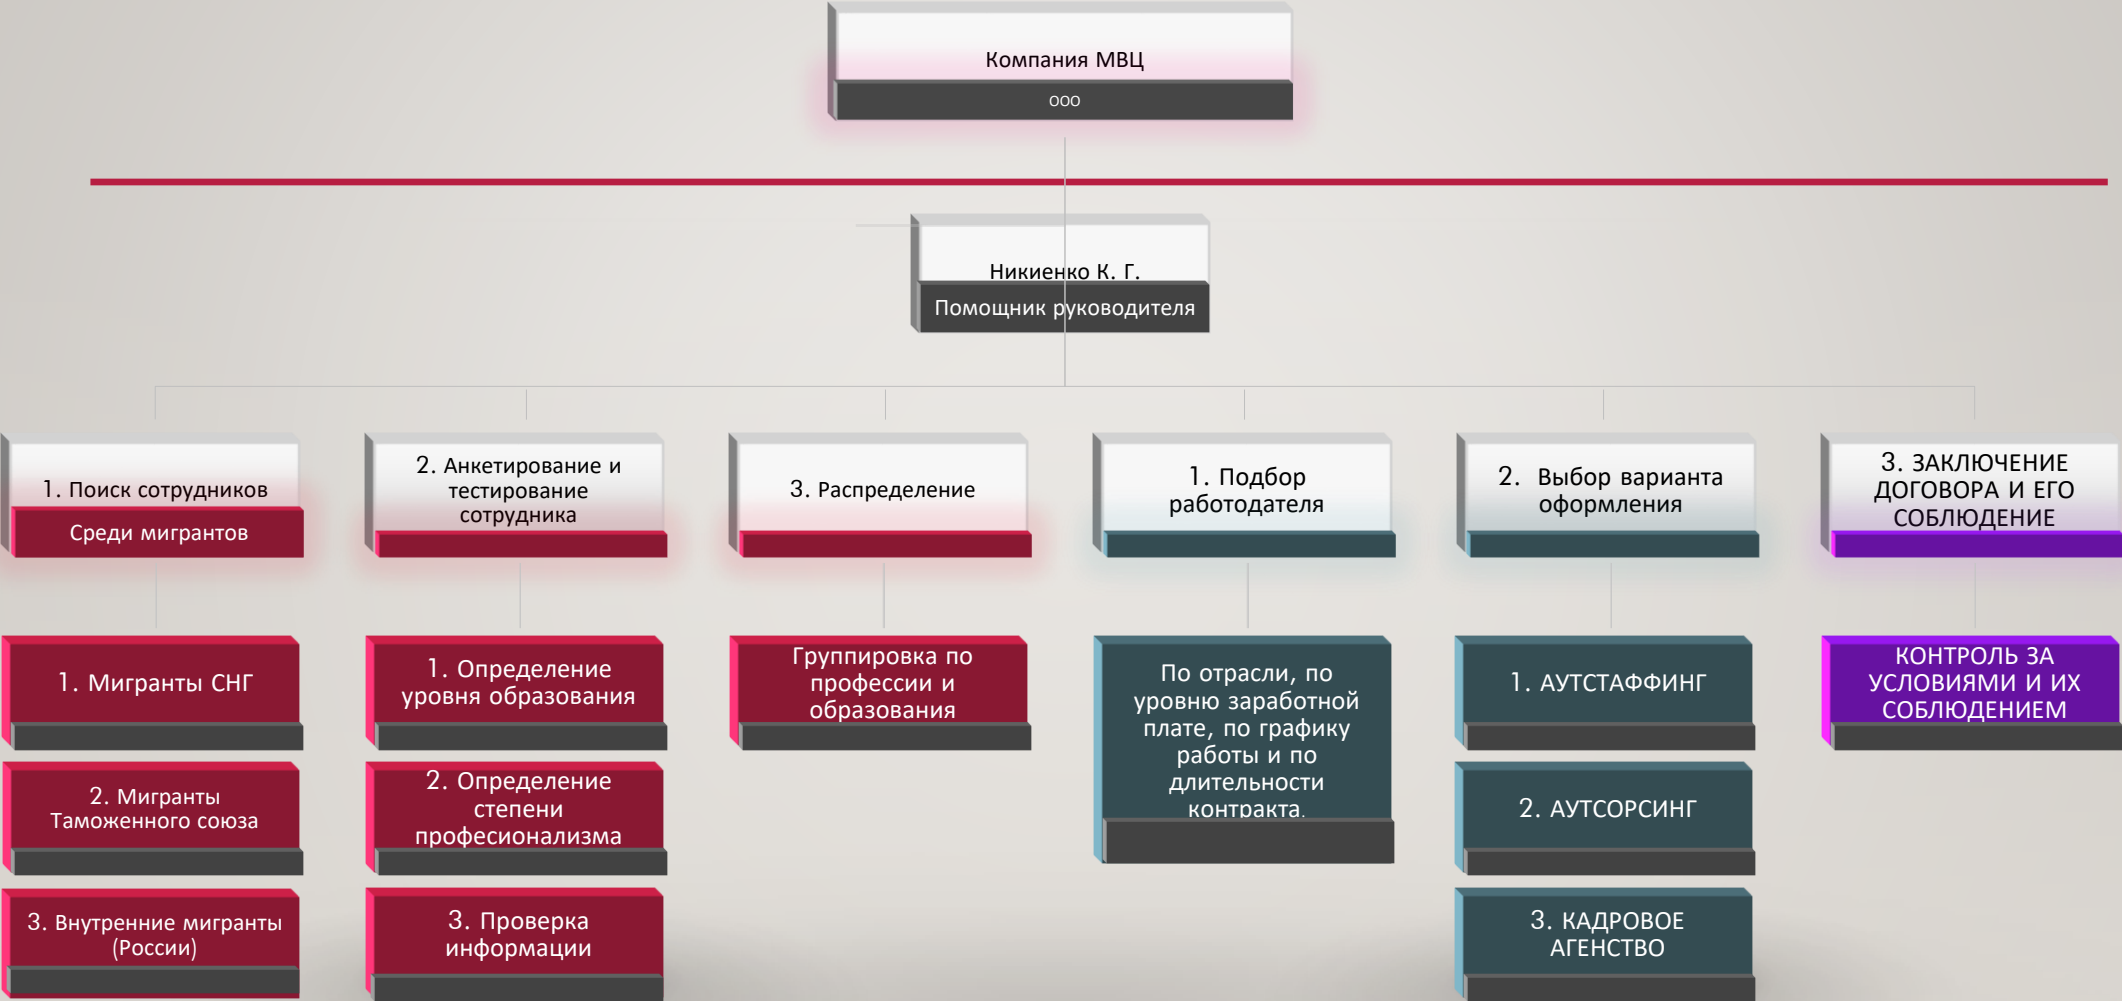 Компания МВЦ
ООО
Никиенко К. Г.
Помощник руководителя
1. Поиск сотрудников
Среди мигрантов
2. Анкетирование и
тестирование
сотрудника
3. Распределение
1. Подбор
работодателя
2. Выбор варианта
оформления
3. ЗАКЛЮЧЕНИЕ
ДОГОВОРА И ЕГО
СОБЛЮДЕНИЕ
1. Мигранты СНГ
2. Мигранты
Таможенного союза
3. Внутренние мигранты
(России)
1. Определение
уровня образования
2. Определение
степени
професионализма
3. Проверка
информации
Группировка по
профессии и
образования
По отрасли, по
уровню заработной
плате, по графику
работы и по
длительности
контракта.
1. АУТСТАФФИНГ
2. АУТСОРСИНГ
3. КАДРОВОЕ
АГЕНСТВО
КОНТРОЛЬ ЗА
УСЛОВИЯМИ И ИХ
СОБЛЮДЕНИЕМ